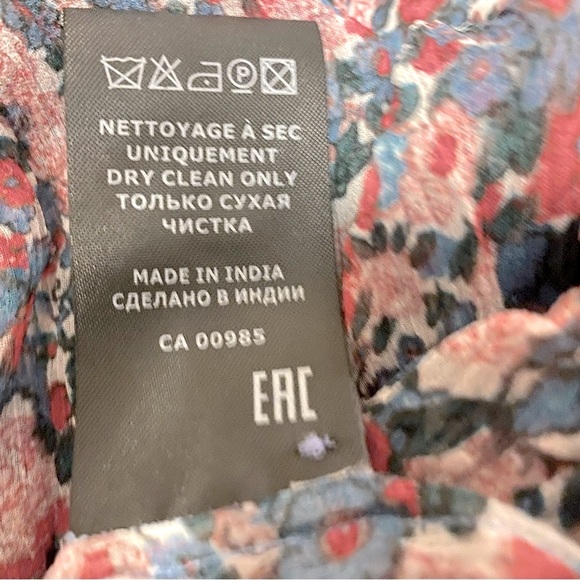 P
NETTOYAGE À SEC
UNIQUEMENT
DRY CLEAN ONLY
ТОЛЬКО СУХАЯ
ЧИСТКА
MADE IN INDIA
СДЕЛАНО В ИНДИИ
CA 00985
EAC